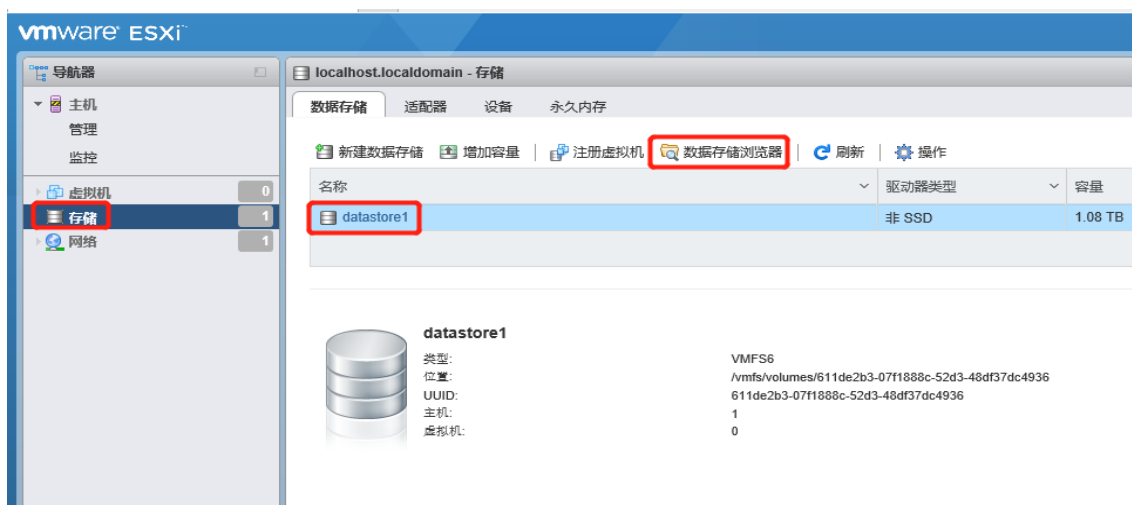 vmware ESXi
导航器
localhost.localdomain - 存储
主机
管理
监控
虚拟机 0
存储 1
网络 1
数据存储 适配器 设备 永久内存
新建数据存储 增加容量 注册虚拟机 数据存储浏览器 刷新 操作
名称 驱动器类型 容量
datastore1 非 SSD 1.08 TB
datastore1
类型: VMFS6
位置: /vmfs/volumes/611de2b3-07f1888c-52d3-48df37dc4936
UUID: 611de2b3-07f1888c-52d3-48df37dc4936
主机: 1
虚拟机: 0